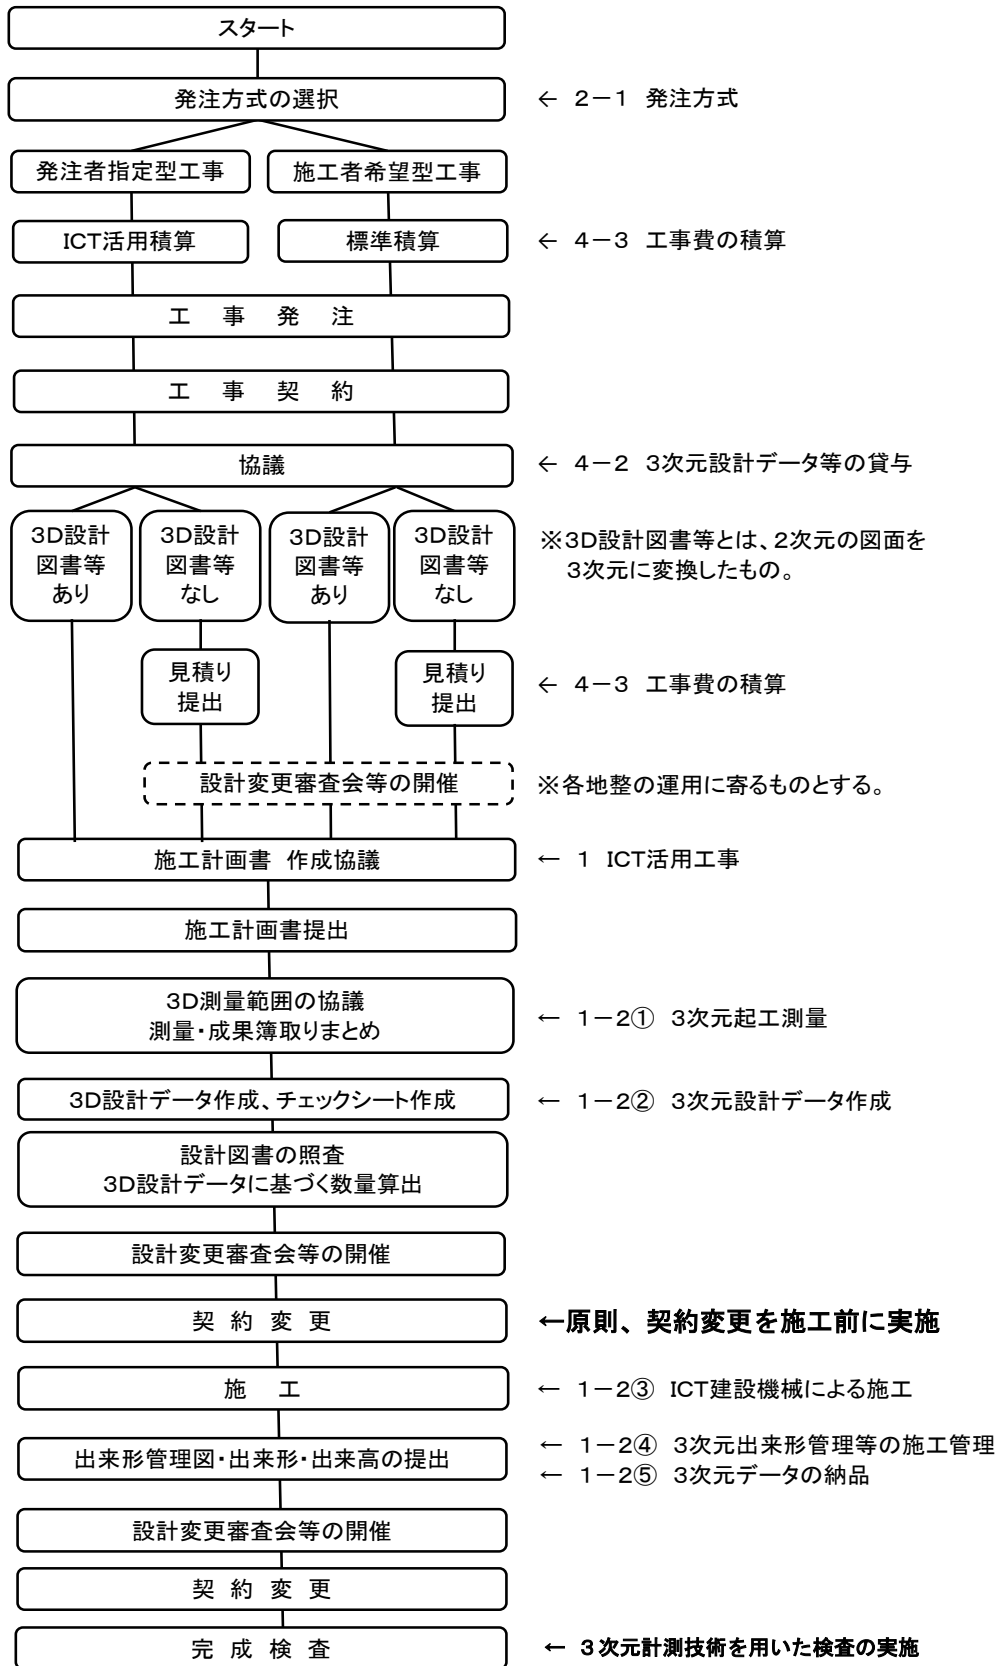 スタート
発注方式の選択
← 2-1 発注方式
発注者指定型工事
施工者希望型工事
ICT活用積算
標準積算
← 4-3 工事費の積算
工 事 発 注
工 事 契 約
協議
← 4-2 3次元設計データ等の貸与
3D設計
図書等
あり
3D設計
図書等
なし
3D設計
図書等
あり
3D設計
図書等
なし
※3D設計図書等とは、2次元の図面を
3次元に変換したもの。
見積り
提出
見積り
提出
← 4-3 工事費の積算
設計変更審査会等の開催
※各地整の運用に寄るものとする。
施工計画書 作成協議
← 1 ICT活用工事
施工計画書提出
3D測量範囲の協議
測量・成果簿取りまとめ
← 1-2① 3次元起工測量
3D設計データ作成、チェックシート作成
← 1-2② 3次元設計データ作成
設計図書の照査
3D設計データに基づく数量算出
設計変更審査会等の開催
契 約 変 更
←原則、契約変更を施工前に実施
施 工
← 1-2③ ICT建設機械による施工
出来形管理図・出来形・出来高の提出
← 1-2④ 3次元出来形管理等の施工管理
← 1-2⑤ 3次元データの納品
設計変更審査会等の開催
契 約 変 更
完 成 検 査
← 3次元計測技術を用いた検査の実施